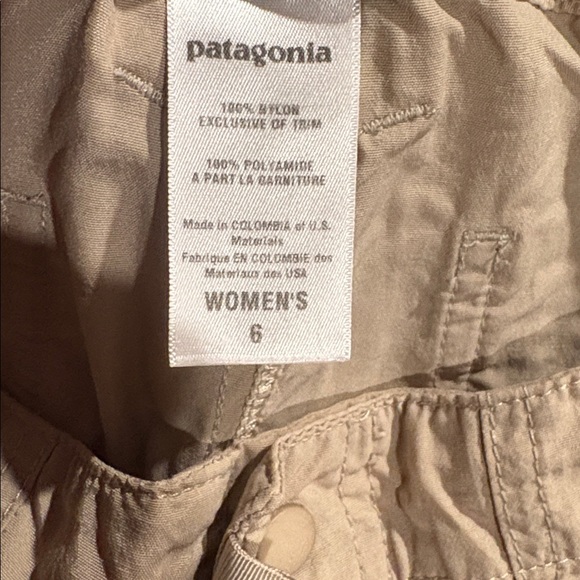 patagonia
100% NYLON
EXCLUSIVE OF TRIM
100% POLYAMIDE
A PART LA GARNITURE
Made in COLOMBIA of U.S.
Materials
Fabrique EN COLOMBIE des
Materiaux des USA
WOMEN'S
6